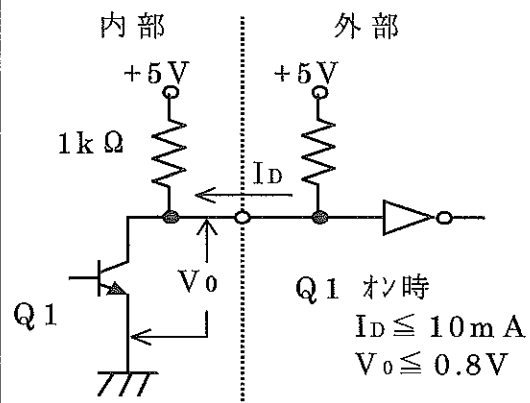 内部
外部
+5V
+5V
1kΩ
ID
V0
Q1
Q1 オン時
ID≦10mA
V0≦0.8V